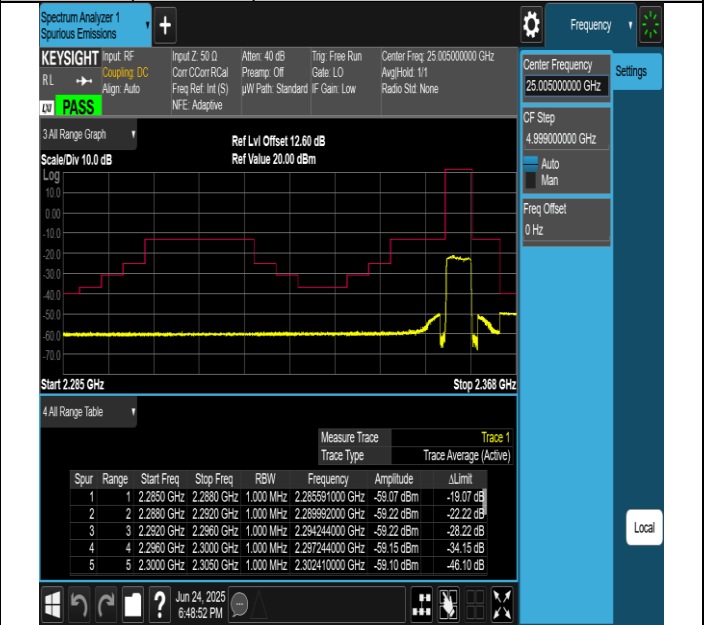 Spectrum Analyzer 1
Spurious Emissions
Frequency
KEYSIGHT
RL
LXI PASS
Input: RF
Coupling: DC
Align: Auto
Input Z: 50 Ω
Corr CCorr RCal
Freq Ref: Int (S)
NFE: Adaptive
Atten: 40 dB
Preamp: Off
µW Path: Standard
Trig: Free Run
Gate: LO
IF Gain: Low
Center Freq: 25.005000000 GHz
Avg|Hold: 1/1
Radio Std: None
Center Frequency
25.005000000 GHz
Settings
CF Step
4.999000000 GHz
Auto
Man
Freq Offset
0 Hz
Local
3 All Range Graph
Scale/Div 10.0 dB
Ref Lvl Offset 12.60 dB
Ref Value 20.00 dBm
Log
10.0
0.00
-10.0
-20.0
-30.0
-40.0
-50.0
-60.0
-70.0
Start 2.285 GHz Stop 2.368 GHz
4 All Range Table
Measure Trace Trace 1
Trace Type Trace Average (Active)
Spur Range Start Freq Stop Freq RBW Frequency Amplitude ΔLimit
1 1 2.2850 GHz 2.2880 GHz 1.000 MHz 2.285591000 GHz -59.07 dBm -19.07 dB
2 2 2.2880 GHz 2.2920 GHz 1.000 MHz 2.289992000 GHz -59.22 dBm -22.22 dB
3 3 2.2920 GHz 2.2960 GHz 1.000 MHz 2.294244000 GHz -59.22 dBm -28.22 dB
4 4 2.2960 GHz 2.3000 GHz 1.000 MHz 2.297244000 GHz -59.15 dBm -34.15 dB
5 5 2.3000 GHz 2.3050 GHz 1.000 MHz 2.302410000 GHz -59.10 dBm -46.10 dB
Jun 24, 2025
6:48:52 PM